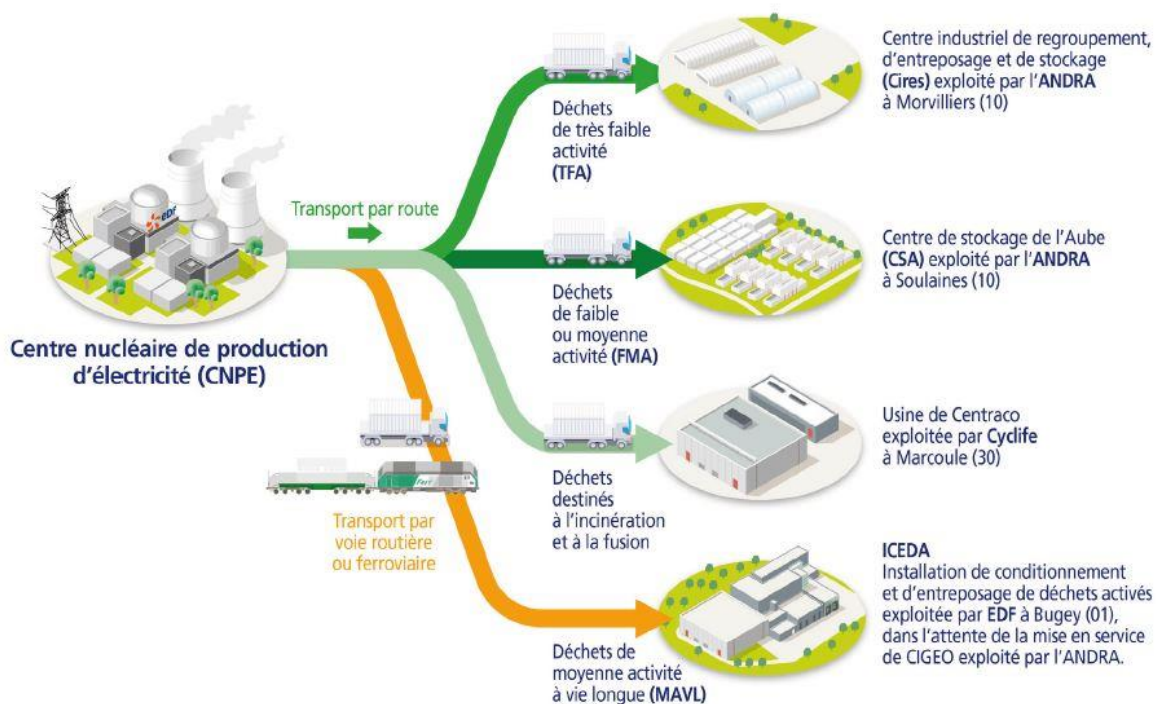 Centre industriel de regroupement,
d'entreposage et de stockage
(Cires) exploité par l'ANDRA
à Morvilliers (10)
Déchets
de très faible
activité
(TFA)
Transport par route
eDF
Centre de stockage de l'Aube
(CSA) exploité par l'ANDRA
à Soulaines (10)
Déchets
de faible
ou moyenne
activité (FMA)
Centre nucléaire de production
d'électricité (CNPE)
Usine de Centraco
exploitée par Cyclife
à Marcoule (30)
Déchets
destinés
à l'incinération
et à la fusion
Transport par
voie routière
ou ferroviaire
ICEDA
Installation de conditionnement
et d'entreposage de déchets activés
exploitée par EDF à Bugey (01),
dans l'attente de la mise en service
de CIGEO exploité par l'ANDRA.
Déchets de
moyenne activité
à vie longue (MAVL)